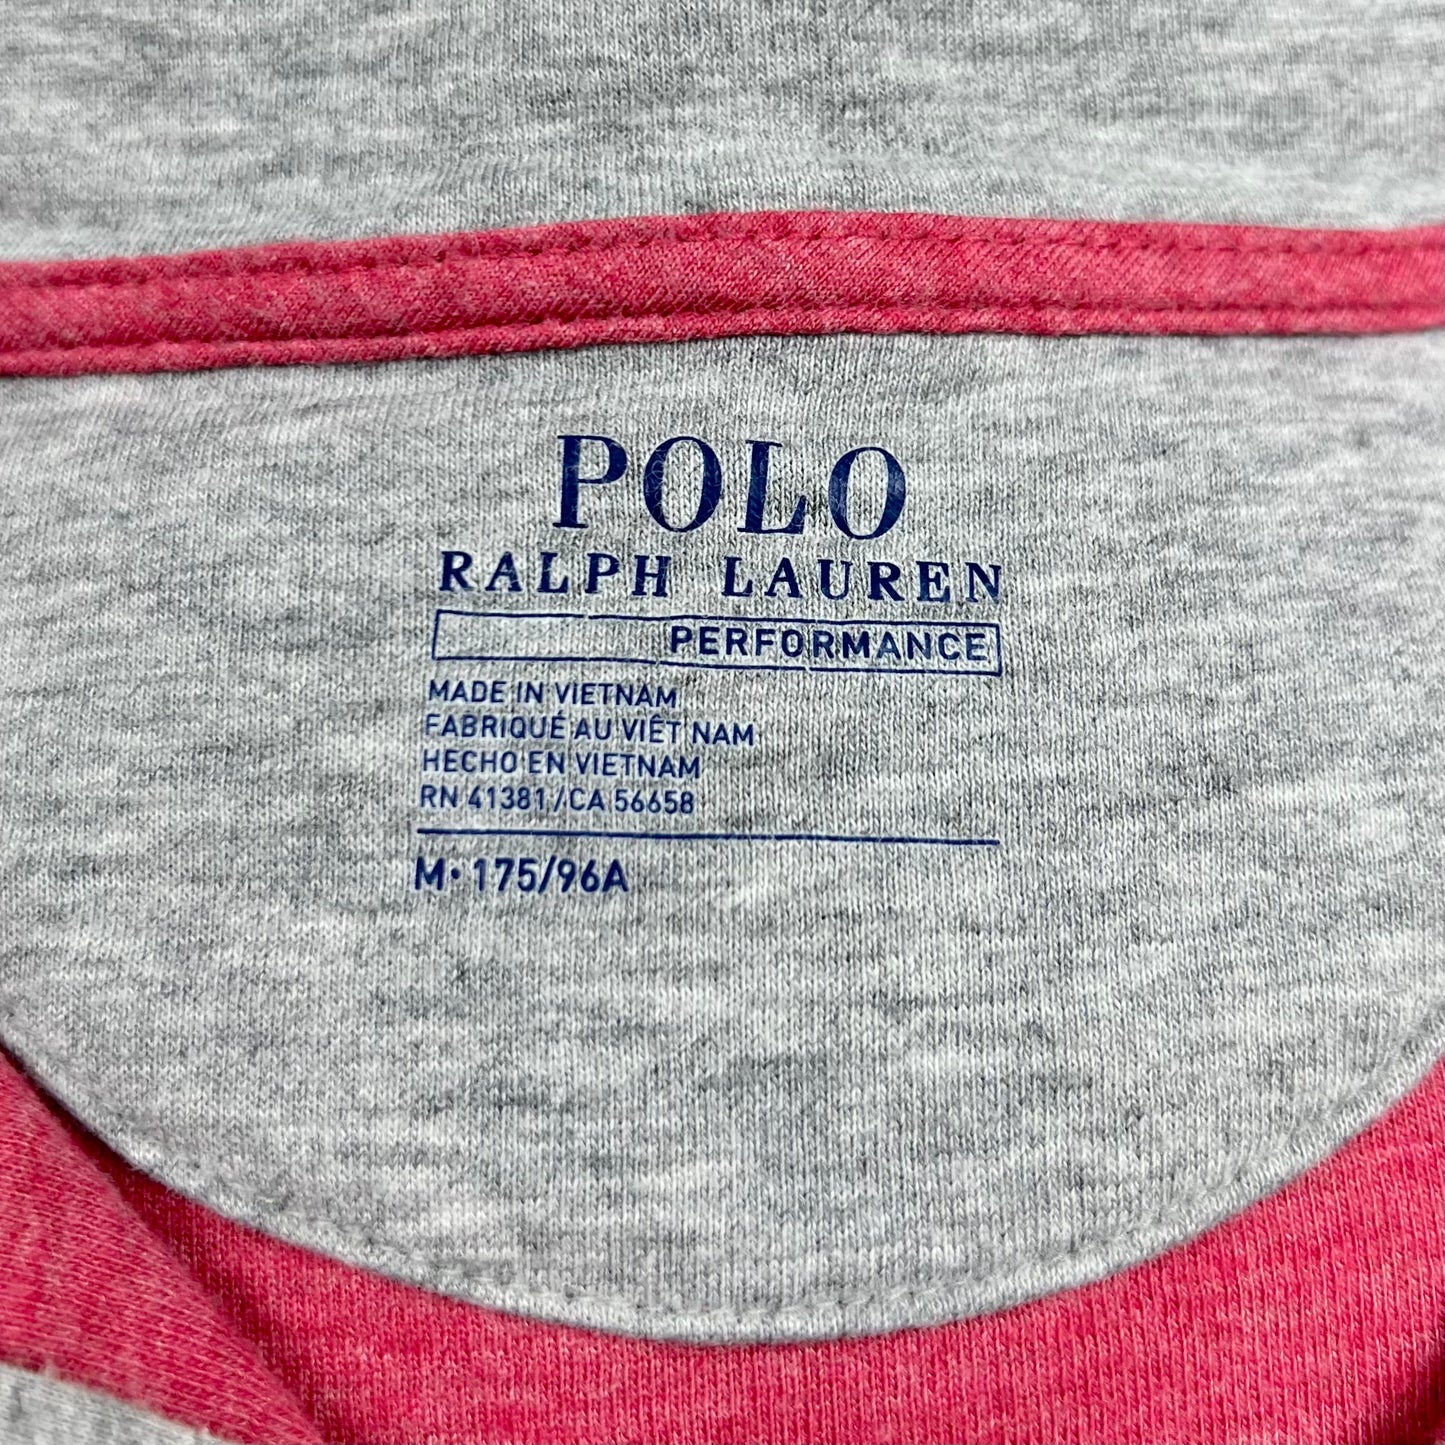 POLO
RALPH LAUREN
PERFORMANCE
MADE IN VIETNAM
FABRIQUÉ AU VIÊT NAM
HECHO EN VIETNAM
RN 41381/CA 56658
M• 175/96A